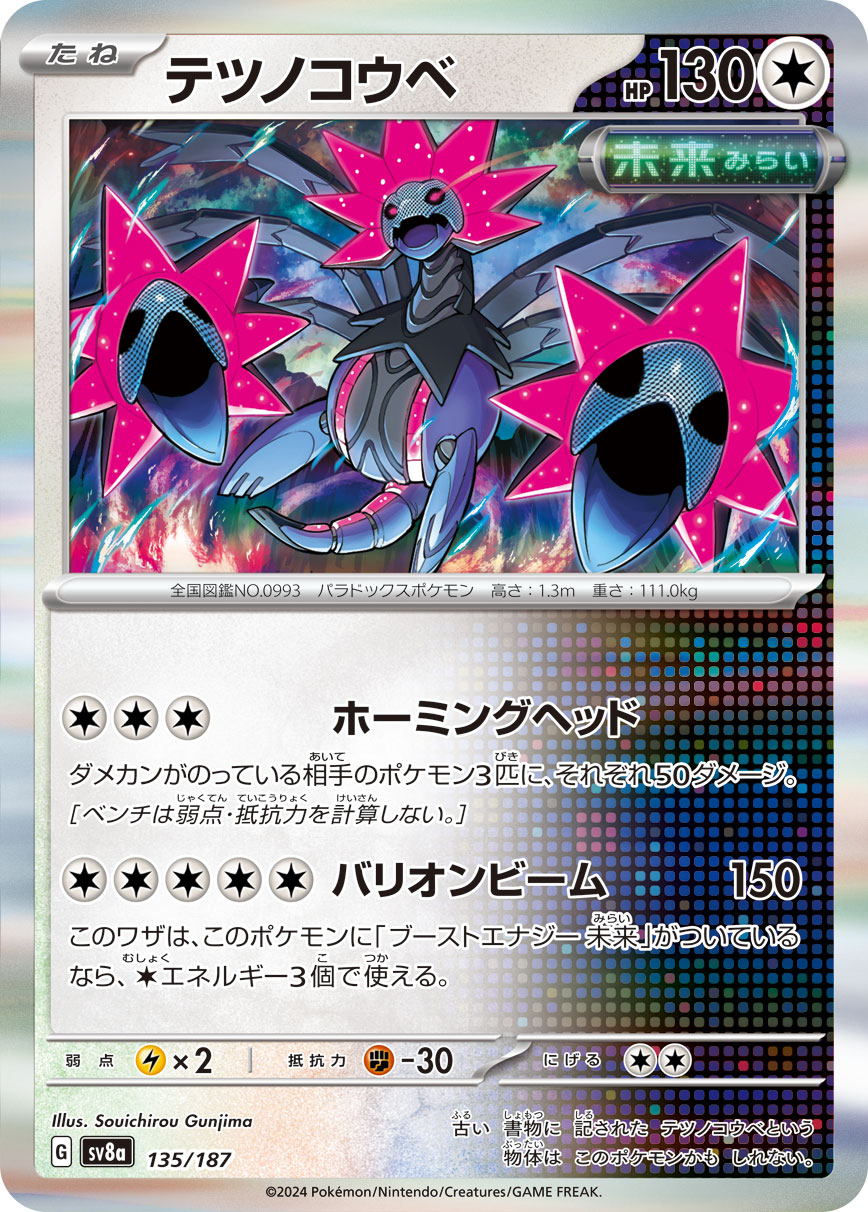 たね
テツノコウベ
HP 130
未来 みらい
全国図鑑NO.0993 パラドックスポケモン 高さ：1.3m 重さ：111.0kg
ホーミングヘッド
ダメカンがのっている相手のポケモン3匹に、それぞれ50ダメージ。
[ベンチは弱点・抵抗力を計算しない。]
バリオンビーム 150
このワザは、このポケモンに「ブーストエナジー 未来」がついている
なら、エネルギー3個で使える。
弱点 ×2 抵抗力 -30 にげる
Illus. Souichirou Gunjima
古い 書物に 記された テツノコウベという
物体は このポケモンかも しれない。
G sv8a 135/187
©2024 Pokémon/Nintendo/Creatures/GAME FREAK.